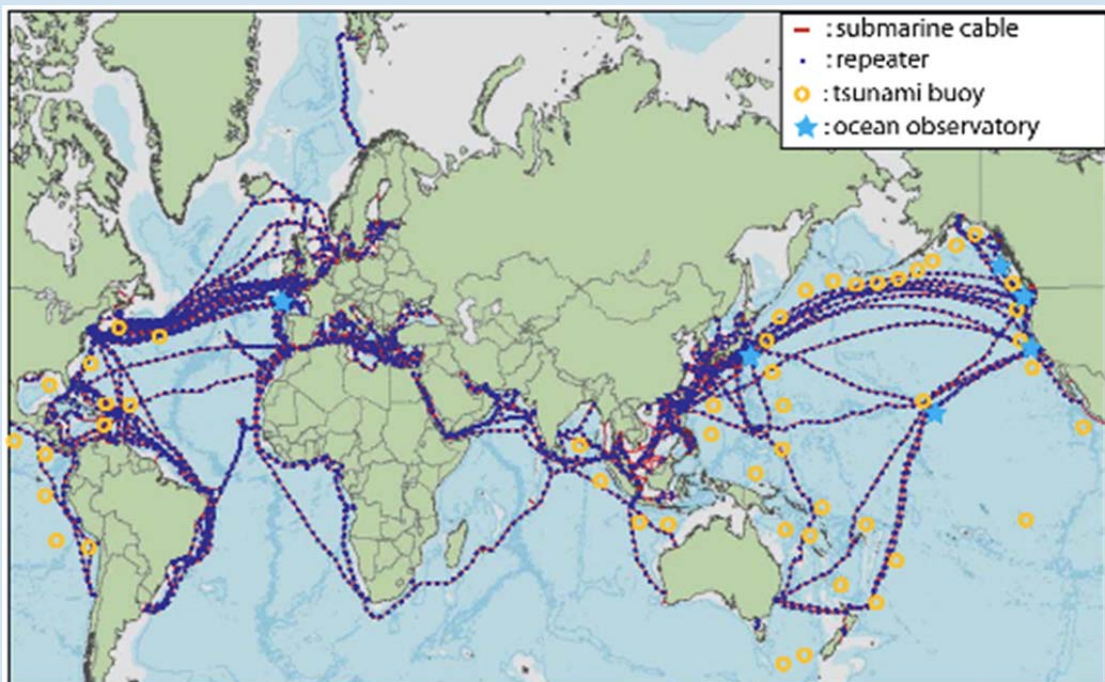 : submarine cable
: repeater
: tsunami buoy
: ocean observatory